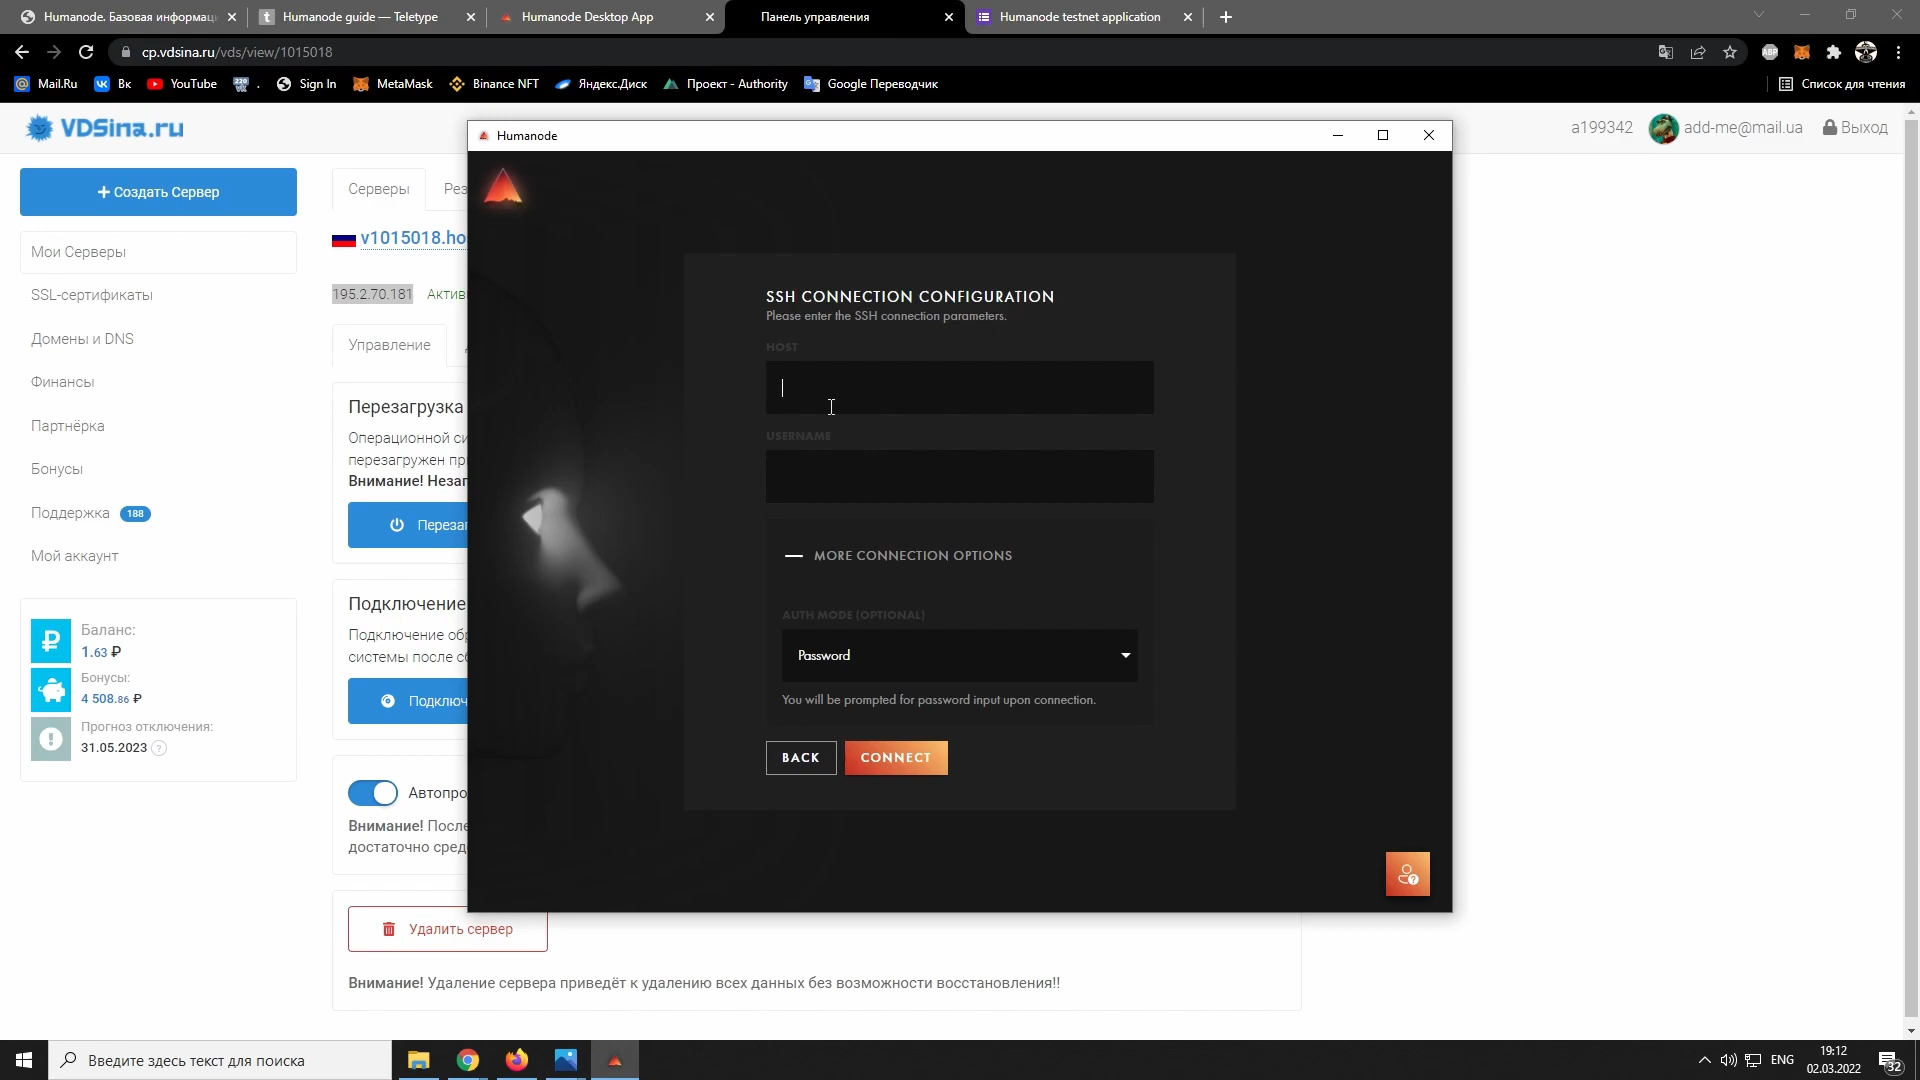 Humanode. Базовая информац
Humanode guide — Teletype
Humanode Desktop App
Панель управления
Humanode testnet application
cp.vdsina.ru/vds/view/1015018
Mail.Ru
Вк
YouTube
.
Sign In
MetaMask
Binance NFT
Яндекс.Диск
Проект - Authority
Google Переводчик
Список для чтения
VDSina.ru
a199342
add-me@mail.ua
Выход
Создать Сервер
Мои Серверы
SSL-сертификаты
Домены и DNS
Финансы
Партнёрка
Бонусы
Поддержка 188
Мой аккаунт
Баланс:
1.63 ₽
Бонусы:
4 508.86 ₽
Прогноз отключения:
31.05.2023 ?
Серверы
Рез
v1015018.ho
195.2.70.181 Актив
Управление
Перезагрузка
Операционной си
перезагружен при
Внимание! Незап
Перезаг
Подключение
Подключение обр
системы после сб
Подключ
Автопро
Внимание! После
достаточно сред
Удалить сервер
Внимание! Удаление сервера приведёт к удалению всех данных без возможности восстановления!!
Humanode
SSH CONNECTION CONFIGURATION
Please enter the SSH connection parameters.
HOST
USERNAME
MORE CONNECTION OPTIONS
AUTH MODE (OPTIONAL)
Password
You will be prompted for password input upon connection.
BACK
CONNECT
Введите здесь текст для поиска
ENG
19:12
02.03.2022
32